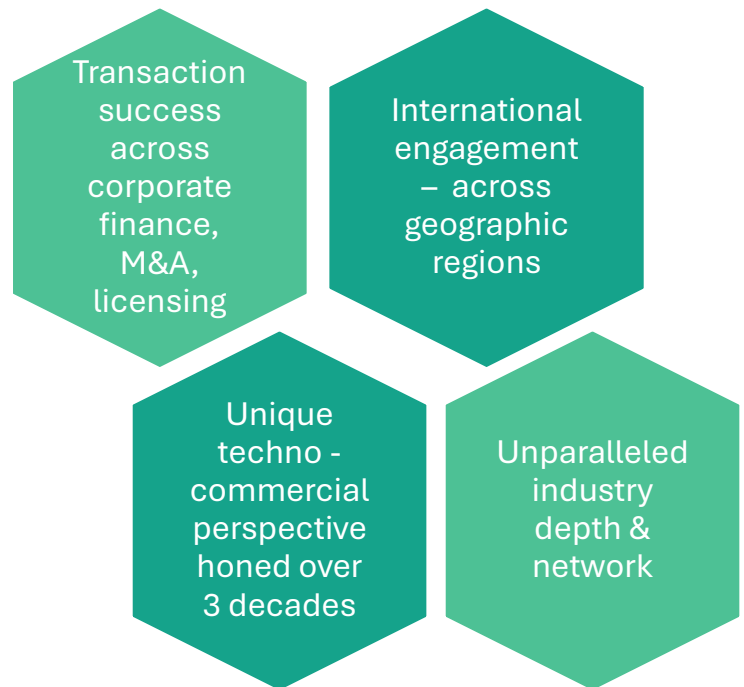 Transaction
success
across
corporate
finance,
M&A,
licensing
International
engagement
– across
geographic
regions
Unique
techno -
commercial
perspective
honed over
3 decades
Unparalleled
industry
depth &
network